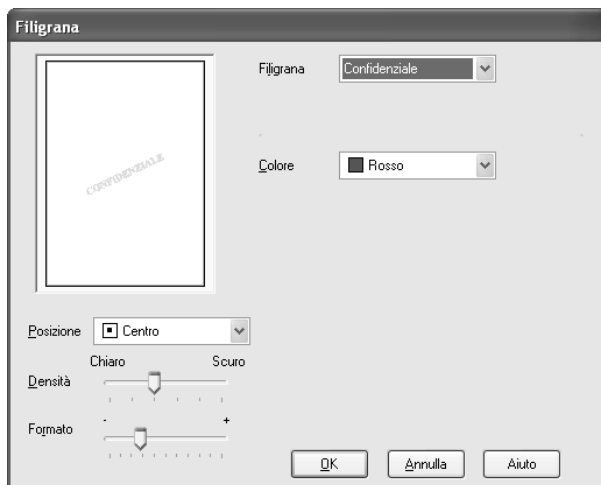 Filigrana
Filigrana Confidenziale
CONFIDENZIALE
Colore Rosso
Posizione Centro
Chiaro Scuro
Densità
Formato - +
OK Annulla Aiuto